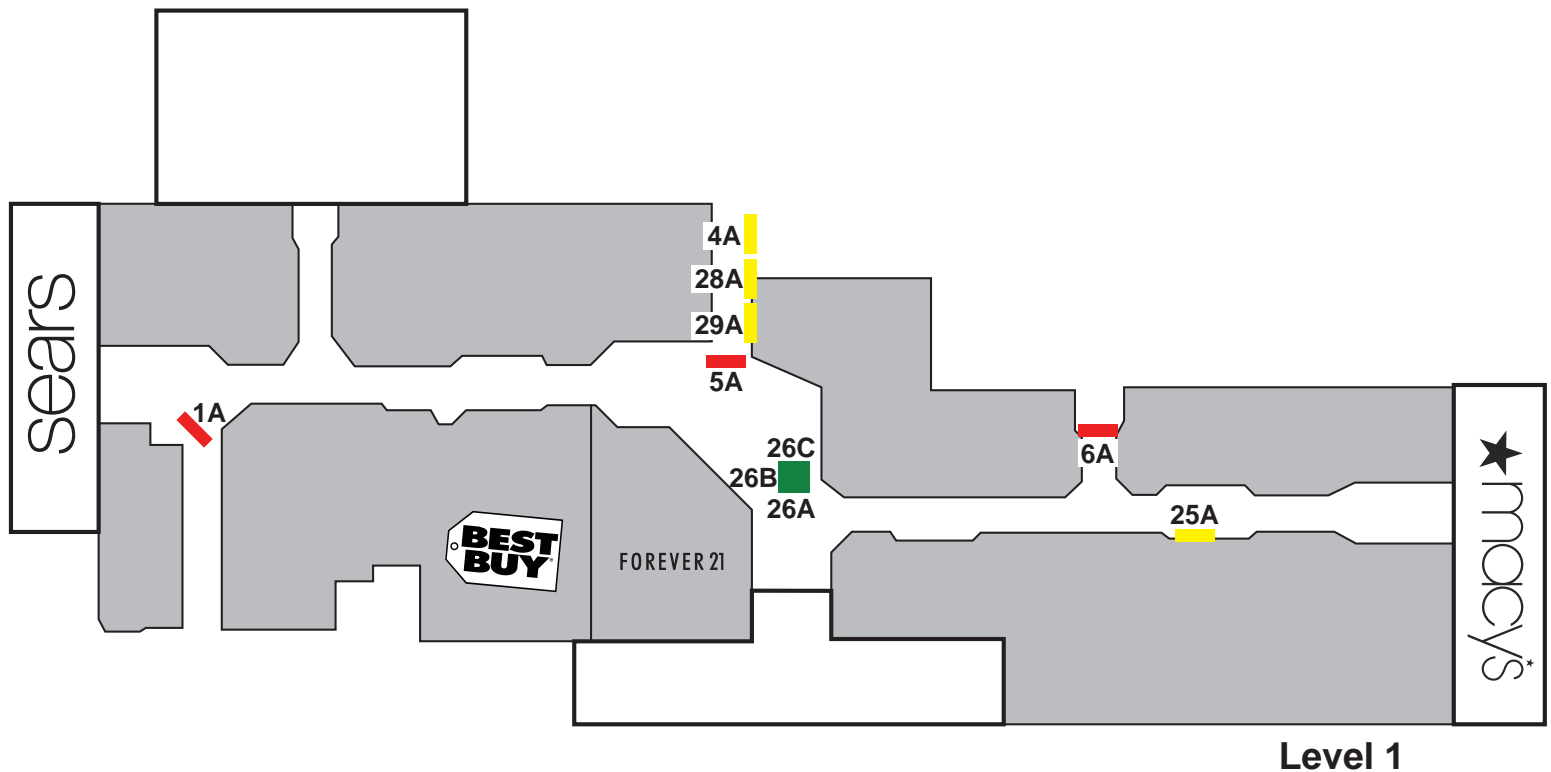 sears
4A
28A
29A
5A
1A
26C
26B
26A
6A
25A
BEST
BUY
FOREVER 21
macy's
Level 1